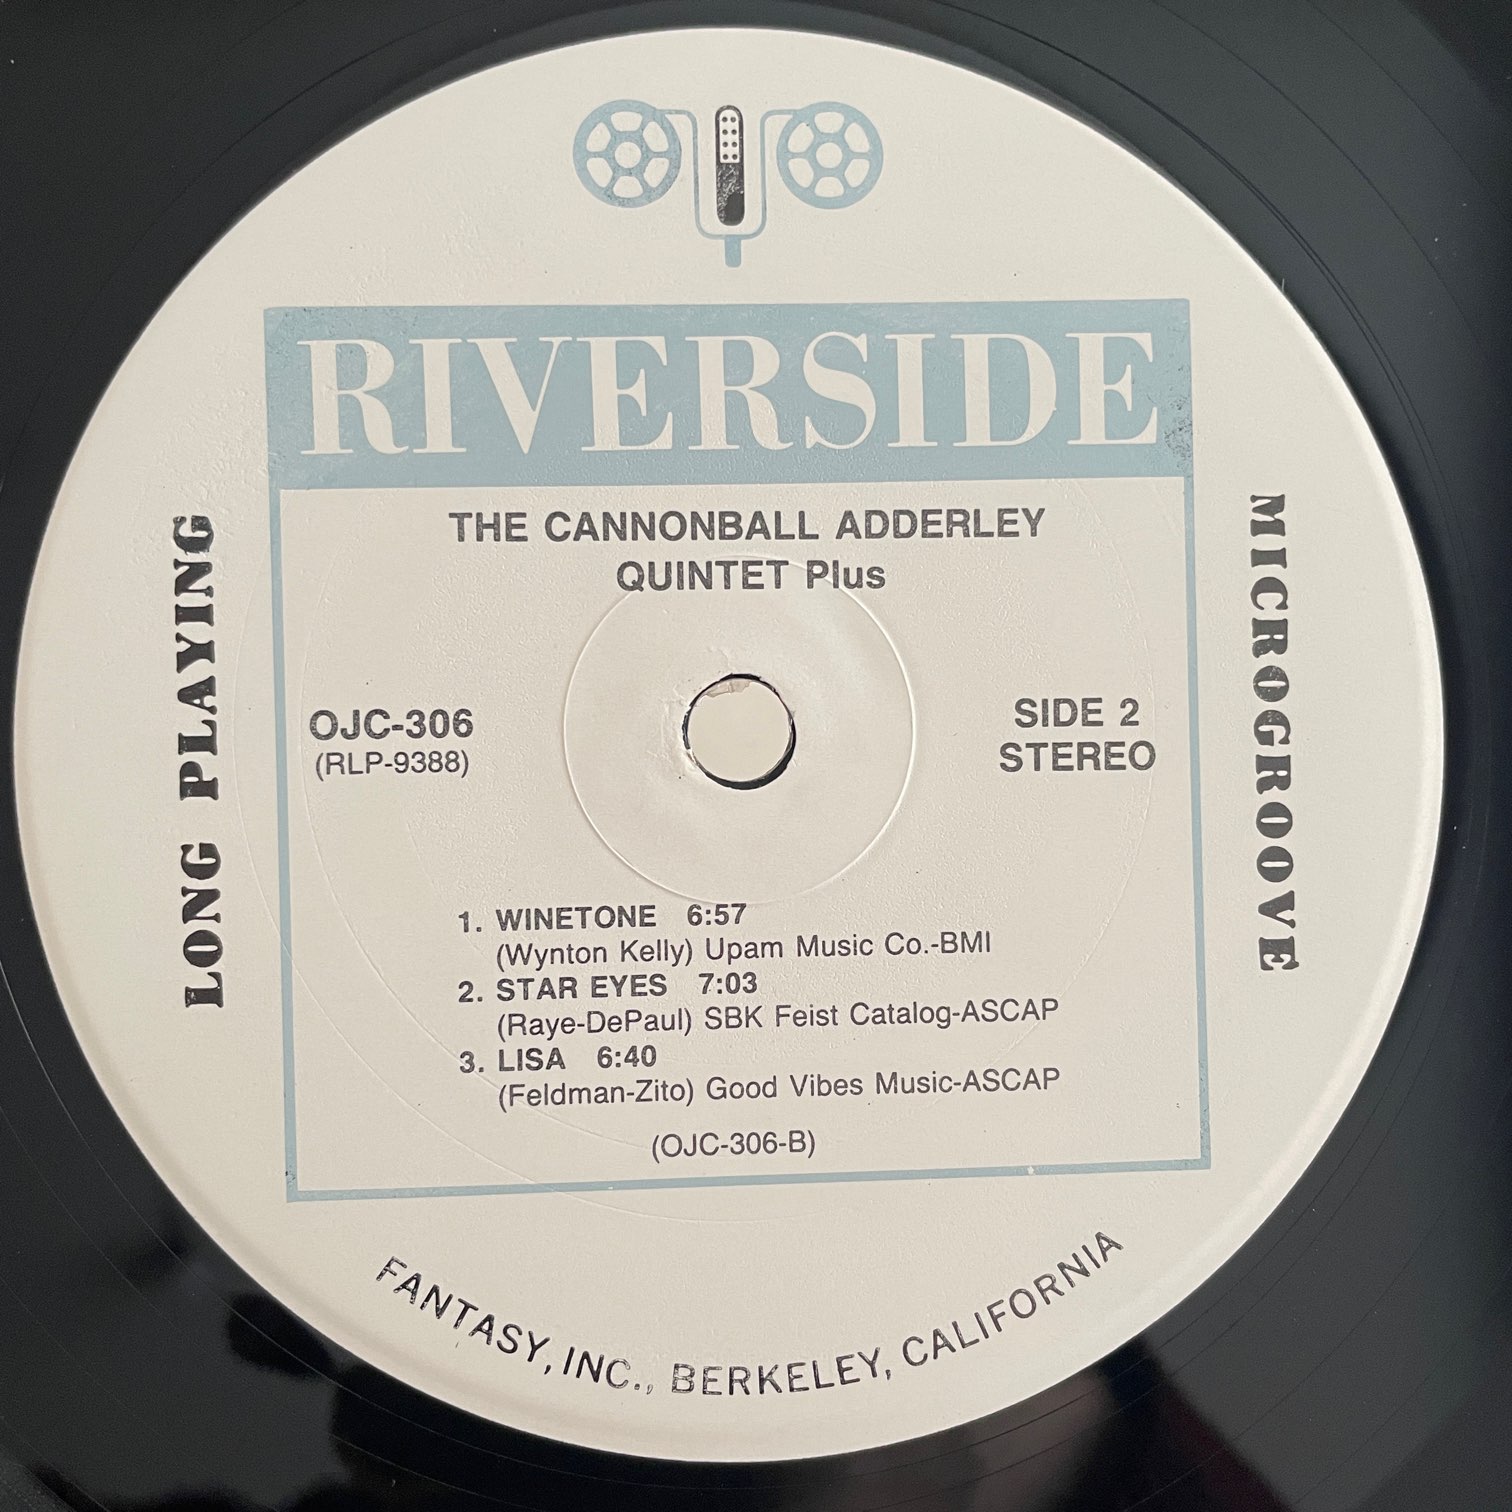 RIVERSIDE
THE CANNONBALL ADDERLEY
QUINTET Plus
OJC-306
(RLP-9388)
SIDE 2
STEREO
LONG PLAYING
MICROGROOVE
1. WINETONE 6:57
(Wynton Kelly) Upam Music Co.-BMI
2. STAR EYES 7:03
(Raye-DePaul) SBK Feist Catalog-ASCAP
3. LISA 6:40
(Feldman-Zito) Good Vibes Music-ASCAP
(OJC-306-B)
FANTASY, INC., BERKELEY, CALIFORNIA